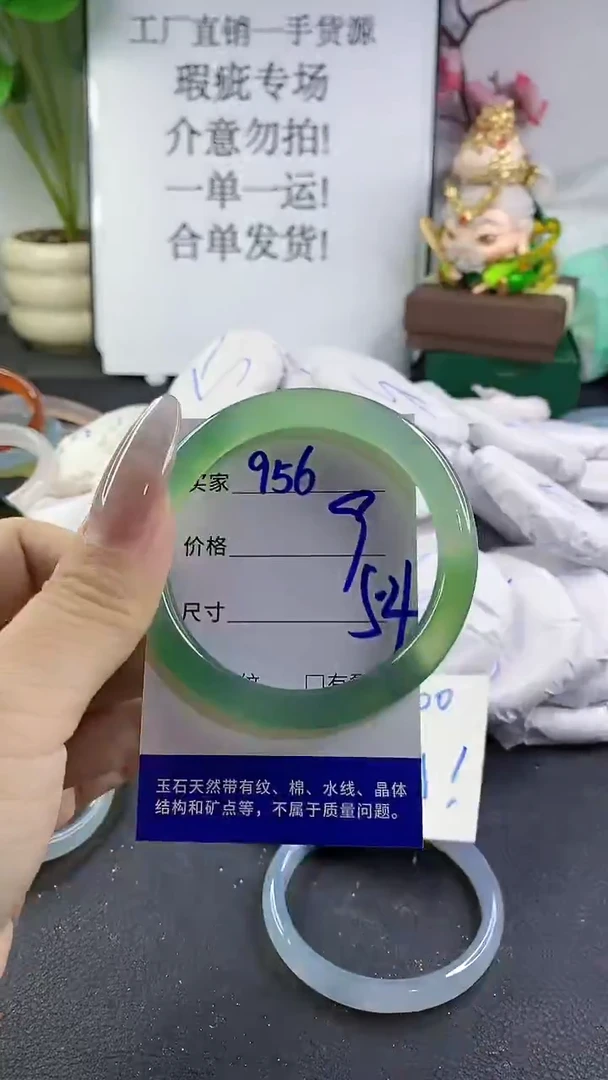 工厂直销一手货源
瑕疵专场
介意勿拍!
一单一运!
合单发货!
买家 956
价格 9
尺寸 54
玉石天然带有纹、棉、水线、晶体
结构和矿点等，不属于质量问题。